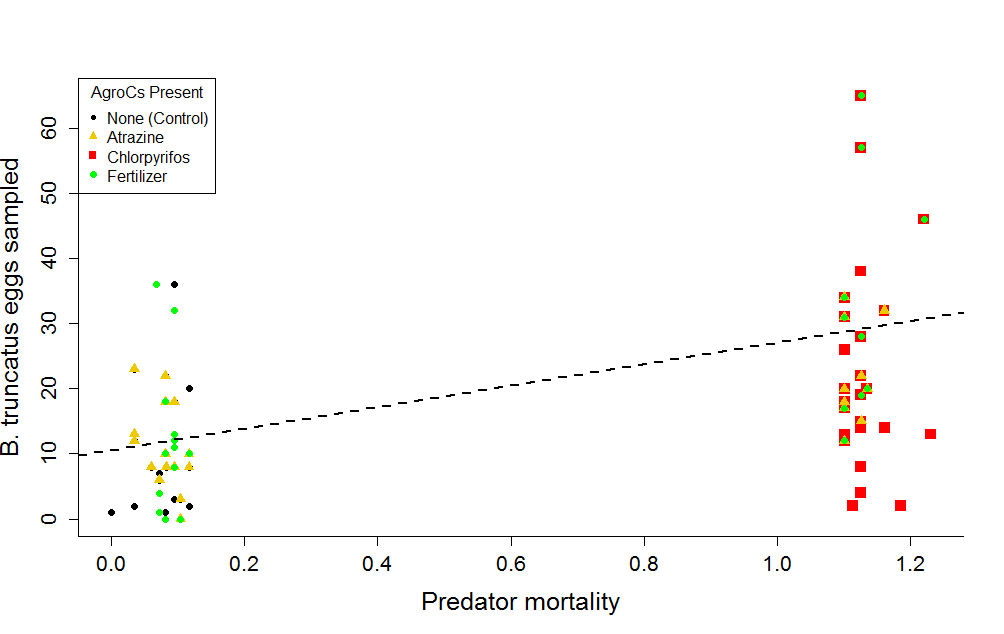 AgroCs Present
None (Control)
Atrazine
Chlorpyrifos
Fertilizer
B. truncatus eggs sampled
60
50
40
30
20
10
0
0.0 0.2 0.4 0.6 0.8 1.0 1.2
Predator mortality